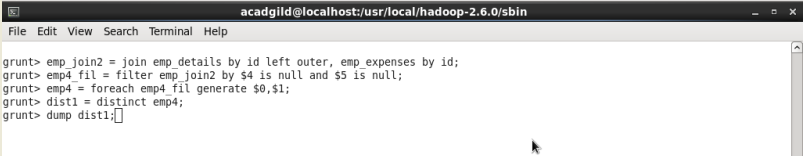 acadgild@localhost:/usr/local/hadoop-2.6.0/sbin
File Edit View Search Terminal Help
grunt> emp_join2 = join emp_details by id left outer, emp_expenses by id;
grunt> emp4_fil = filter emp_join2 by $4 is null and $5 is null;
grunt> emp4 = foreach emp4_fil generate $0,$1;
grunt> dist1 = distinct emp4;
grunt> dump dist1;